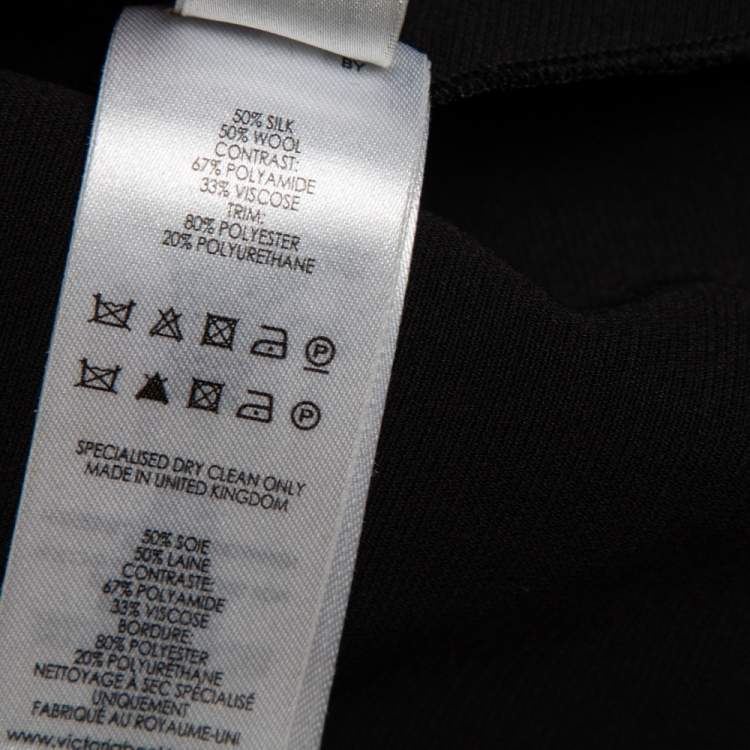 BY
50% SILK
50% WOOL
CONTRAST:
67% POLYAMIDE
33% VISCOSE
TRIM:
80% POLYESTER
20% POLYURETHANE
P
P
SPECIALISED DRY CLEAN ONLY
MADE IN UNITED KINGDOM
50% SOIE
50% LAINE
CONTRASTE:
67% POLYAMIDE
33% VISCOSE
BORDURE:
80% POLYESTER
20% POLYURÉTHANE
NETTOYAGE À SEC SPÉCIALISÉ
UNIQUEMENT
FABRIQUÉ AU ROYAUME-UNI